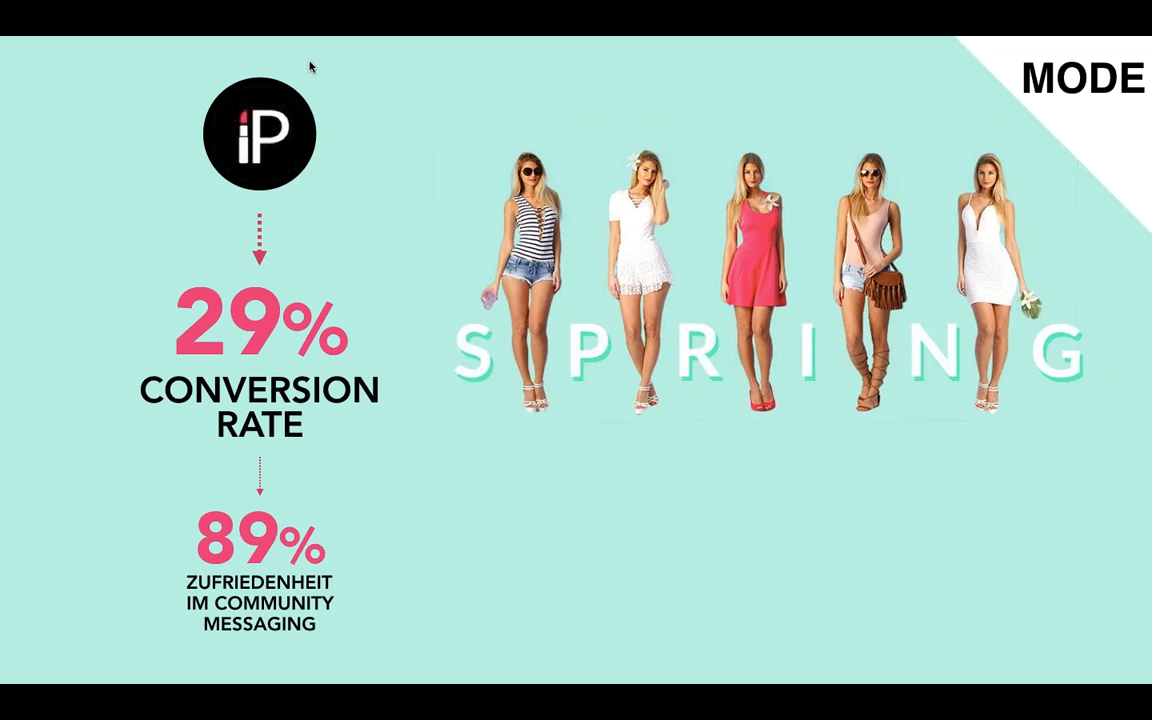 MODE
iP
29%
CONVERSION
RATE
89%
ZUFRIEDENHEIT
IM COMMUNITY
MESSAGING
SPRING